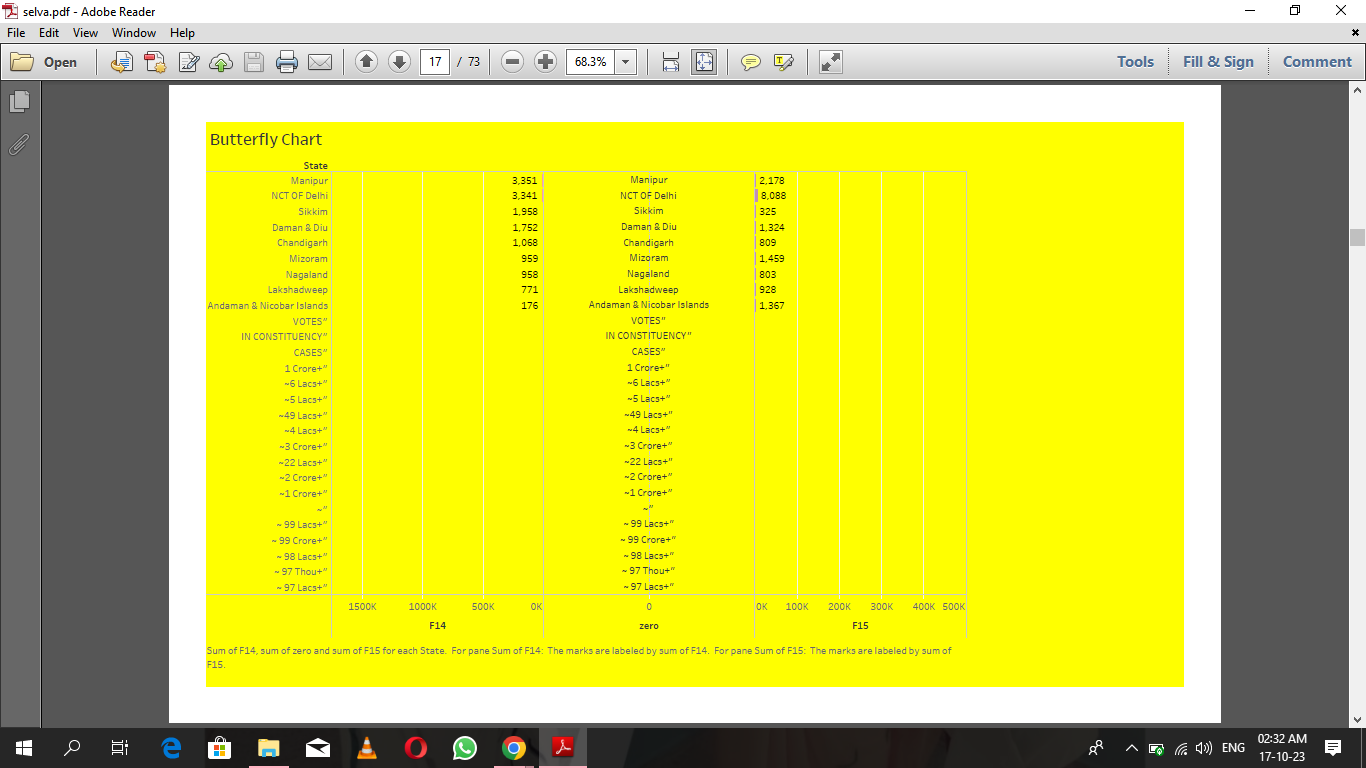 selva.pdf - Adobe Reader
File Edit View Window Help
Open 17 / 73 68.3% Tools Fill & Sign Comment
Butterfly Chart
State
Manipur 3,351 Manipur 2,178
NCT OF Delhi 3,341 NCT OF Delhi 8,088
Sikkim 1,958 Sikkim 325
Daman & Diu 1,752 Daman & Diu 1,324
Chandigarh 1,068 Chandigarh 809
Mizoram 959 Mizoram 1,459
Nagaland 958 Nagaland 803
Lakshadweep 771 Lakshadweep 928
Andaman & Nicobar Islands 176 Andaman & Nicobar Islands 1,367
VOTES" VOTES"
IN CONSTITUENCY" IN CONSTITUENCY"
CASES" CASES"
1 Crore+" 1 Crore+"
~6 Lacs+" ~6 Lacs+"
~5 Lacs+" ~5 Lacs+"
~49 Lacs+" ~49 Lacs+"
~4 Lacs+" ~4 Lacs+"
~3 Crore+" ~3 Crore+"
~22 Lacs+" ~22 Lacs+"
~2 Crore+" ~2 Crore+"
~1 Crore+" ~1 Crore+"
~" ~"
~ 99 Lacs+" ~ 99 Lacs+"
~ 99 Crore+" ~ 99 Crore+"
~ 98 Lacs+" ~ 98 Lacs+"
~ 97 Thou+" ~ 97 Thou+"
~ 97 Lacs+" ~ 97 Lacs+"
1500K 1000K 500K 0K 0 0K 100K 200K 300K 400K 500K
F14 zero F15
Sum of F14, sum of zero and sum of F15 for each State. For pane Sum of F14: The marks are labeled by sum of F14. For pane Sum of F15: The marks are labeled by sum of
F15.
ENG 02:32 AM
17-10-23